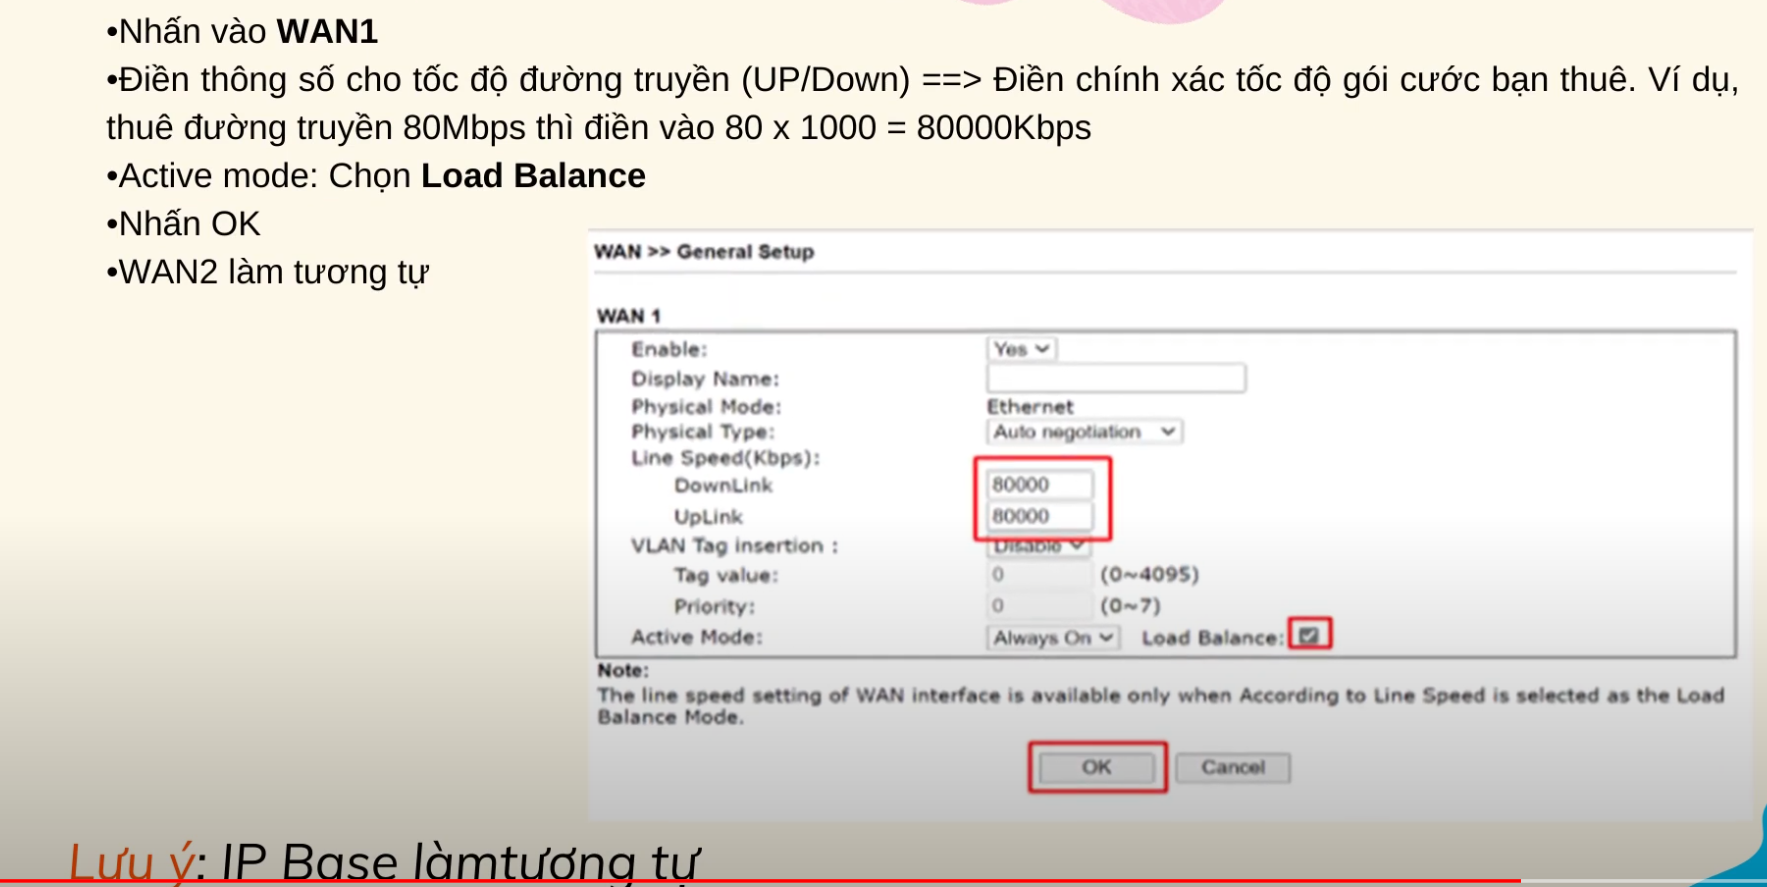 •Nhấn vào WAN1
•Điền thông số cho tốc độ đường truyền (UP/Down) ==> Điền chính xác tốc độ gói cước bạn thuê. Ví dụ,
thuê đường truyền 80Mbps thì điền vào 80 x 1000 = 80000Kbps
•Active mode: Chọn Load Balance
•Nhấn OK
•WAN2 làm tương tự
WAN >> General Setup
WAN 1
Enable: Yes
Display Name:
Physical Mode: Ethernet
Physical Type: Auto negotiation
Line Speed(Kbps):
DownLink 80000
UpLink 80000
VLAN Tag insertion : Disable
Tag value: 0 (0~4095)
Priority: 0 (0~7)
Active Mode: Always On Load Balance:
Note:
The line speed setting of WAN interface is available only when According to Line Speed is selected as the Load
Balance Mode.
OK Cancel
Lưu ý: IP Base làmtương tự